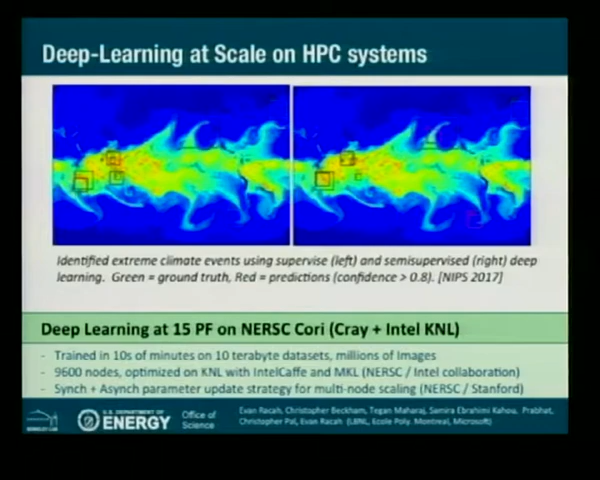 Deep-Learning at Scale on HPC systems
Identified extreme climate events using supervise (left) and semisupervised (right) deep
learning. Green = ground truth, Red = predictions (confidence > 0.8). [NIPS 2017]
Deep Learning at 15 PF on NERSC Cori (Cray + Intel KNL)
- Trained in 10s of minutes on 10 terabyte datasets, millions of Images
- 9600 nodes, optimized on KNL with IntelCaffe and MKL (NERSC / Intel collaboration)
- Synch + Asynch parameter update strategy for multi-node scaling (NERSC / Stanford)
BERKELEY LAB
U.S. DEPARTMENT OF
ENERGY
Office of
Science
Evan Racah, Christopher Beckham, Tegan Maharaj, Samira Ebrahimi Kahou, Prabhat,
Christopher Pal, Evan Racah (LBNL, Ecole Poly. Montreal, Microsoft)